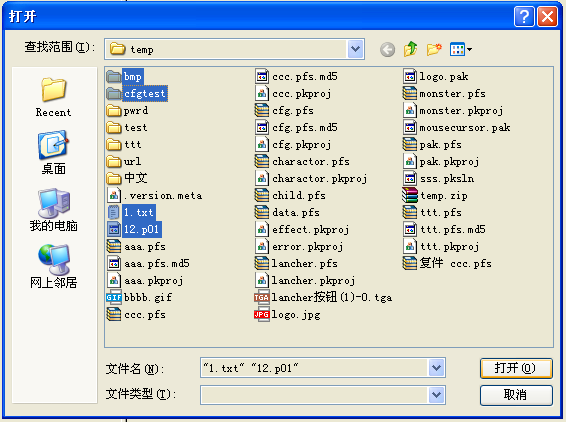 打开
查找范围(I):
temp
Recent
桌面
我的电脑
网上邻居
bmp
cfgtest
pwrd
test
ttt
url
中文
.version.meta
1.txt
12.p01
aaa.pfs
aaa.pfs.md5
aaa.pkproj
bbbb.gif
ccc.pfs
ccc.pfs.md5
ccc.pkproj
cfg.pfs
cfg.pfs.md5
cfg.pkproj
charactor.pfs
charactor.pkproj
child.pfs
data.pfs
effect.pkproj
error.pkproj
lancher.pfs
lancher.pkproj
lancher按钮(1)-0.tga
logo.jpg
logo.pak
monster.pfs
monster.pkproj
mousecursor.pak
pak.pfs
pak.pkproj
sss.pksln
temp.zip
ttt.pfs
ttt.pfs.md5
ttt.pkproj
复件 ccc.pfs
GIF
TGA
JPG
文件名(N):
"1.txt" "12.p01"
打开(O)
文件类型(T):
取消